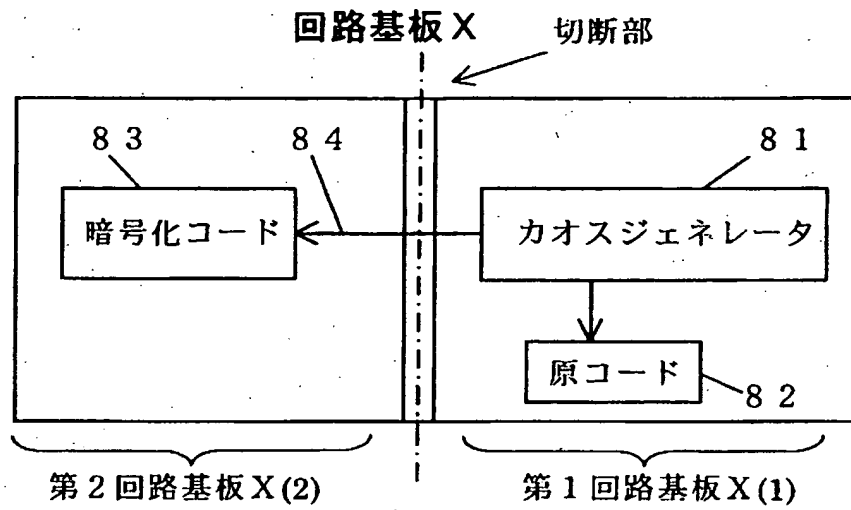 回路基板X
切断部
８３
８４
８１
暗号化コード
カオスジェネレータ
原コード
８２
第２回路基板X(2)
第１回路基板X(1)